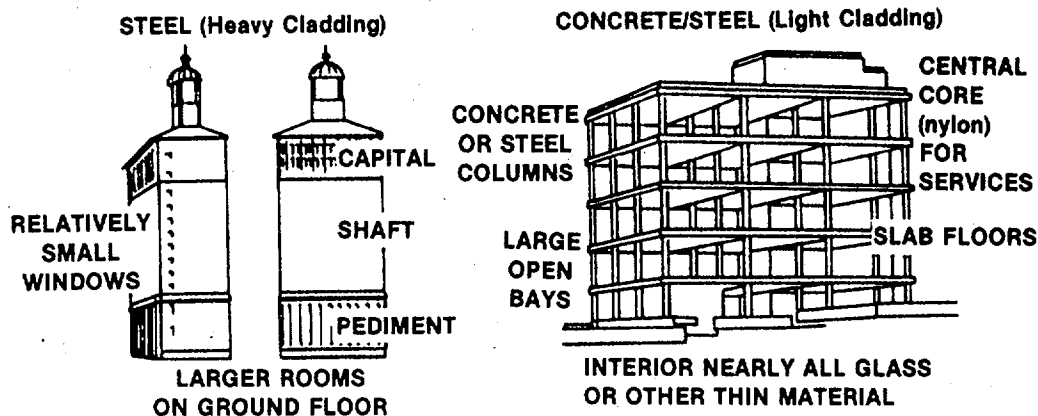 STEEL (Heavy Cladding)
CAPITAL
SHAFT
RELATIVELY
SMALL
WINDOWS
PEDIMENT
LARGER ROOMS
ON GROUND FLOOR
CONCRETE/STEEL (Light Cladding)
CONCRETE
OR STEEL
COLUMNS
CENTRAL
CORE
(nylon)
FOR
SERVICES
LARGE
OPEN
BAYS
SLAB FLOORS
INTERIOR NEARLY ALL GLASS
OR OTHER THIN MATERIAL